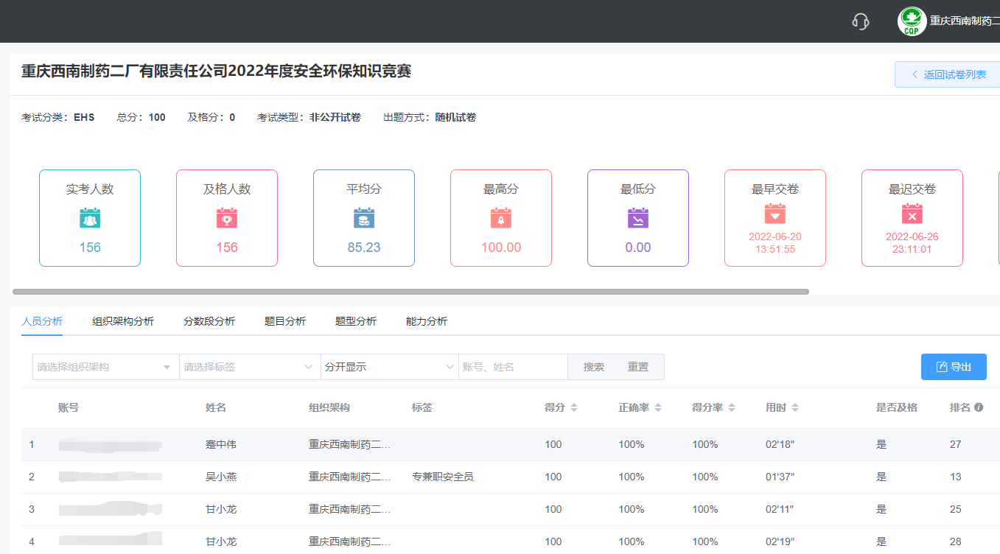 CQP
重庆西南制药二
重庆西南制药二厂有限责任公司2022年度安全环保知识竞赛
返回试卷列表
考试分类：EHS 总分：100 及格分：0 考试类型：非公开试卷 出题方式：随机试卷
实考人数 及格人数 平均分 最高分 最低分 最早交卷 最迟交卷
156 156 85.23 100.00 0.00 2022-06-20 13:51:55 2022-06-26 23:11:01
人员分析 组织架构分析 分数段分析 题目分析 题型分析 能力分析
请选择组织架构 请选择标签 分开显示 账号、姓名 搜索 重置 导出
账号 姓名 组织架构 标签 得分 正确率 得分率 用时 是否及格 排名
1 蹇中伟 重庆西南制药二... 100 100% 100% 02'18" 是 27
2 吴小燕 重庆西南制药二... 专兼职安全员 100 100% 100% 01'37" 是 13
3 甘小龙 重庆西南制药二... 100 100% 100% 02'11" 是 25
4 甘小龙 重庆西南制药二... 100 100% 100% 02'19" 是 28